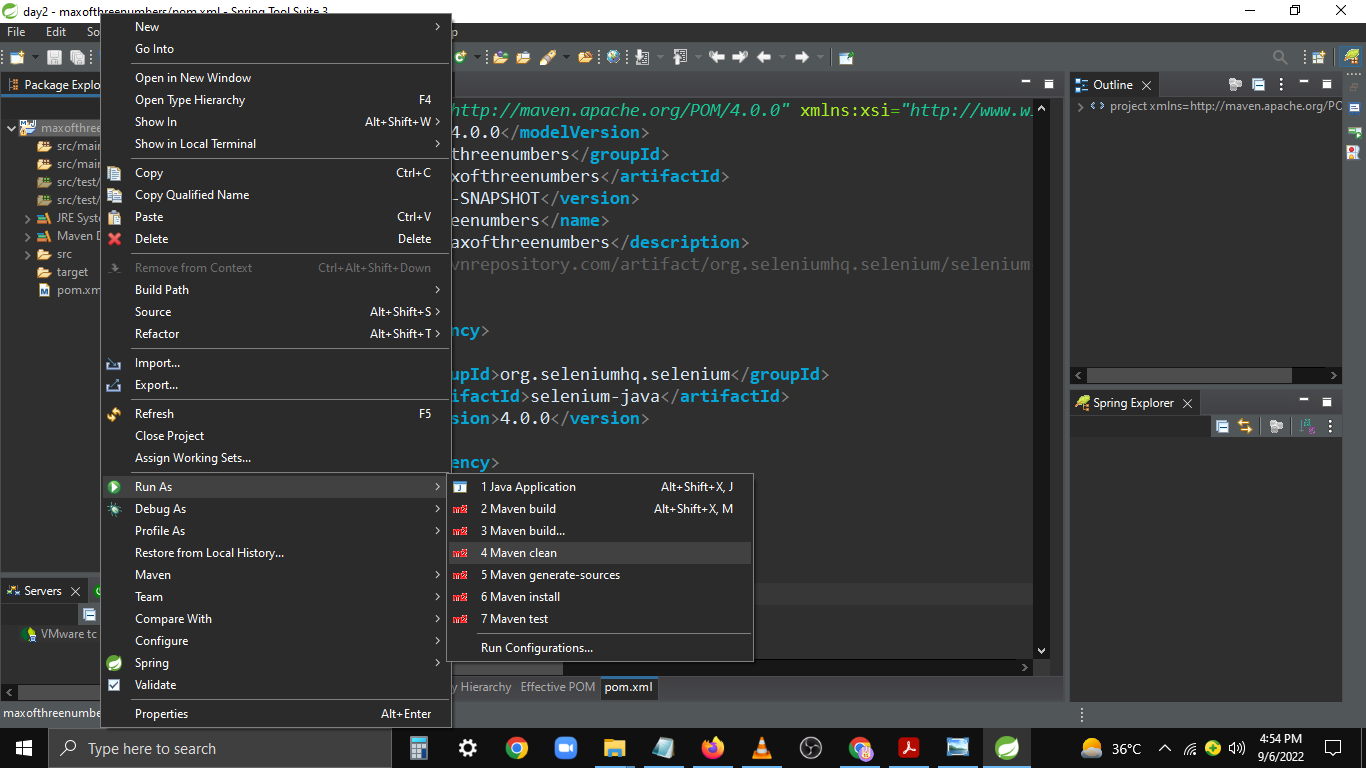 day2 - maxofthreenumbers/pom.xml - Spring Tool Suite 3
File Edit So
Package Explo
maxofthree
src/main
src/main
src/test/
src/test/
JRE Syst
Maven D
src
target
pom.xm
New
Go Into
Open in New Window
Open Type Hierarchy F4
Show In Alt+Shift+W
Show in Local Terminal
Copy Ctrl+C
Copy Qualified Name
Paste Ctrl+V
Delete Delete
Remove from Context Ctrl+Alt+Shift+Down
Build Path
Source Alt+Shift+S
Refactor Alt+Shift+T
Import...
Export...
Refresh F5
Close Project
Assign Working Sets...
Run As
Debug As
Profile As
Restore from Local History...
Maven
Team
Compare With
Configure
Spring
Validate
Properties Alt+Enter
1 Java Application Alt+Shift+X, J
2 Maven build Alt+Shift+X, M
3 Maven build...
4 Maven clean
5 Maven generate-sources
6 Maven install
7 Maven test
Run Configurations...
http://maven.apache.org/POM/4.0.0" xmlns:xsi="http://www.w
4.0.0</modelVersion>
threenumbers</groupId>
xofthreenumbers</artifactId>
-SNAPSHOT</version>
eenumbers</name>
axofthreenumbers</description>
vnrepository.com/artifact/org.seleniumhq.selenium/selenium
ncy>
upId>org.seleniumhq.selenium</groupId>
ifactId>selenium-java</artifactId>
sion>4.0.0</version>
ency>
y Hierarchy Effective POM pom.xml
Outline
project xmlns=http://maven.apache.org/PO
Spring Explorer
Servers
VMware tc
maxofthreenumbe
Type here to search
36°C
4:54 PM
9/6/2022